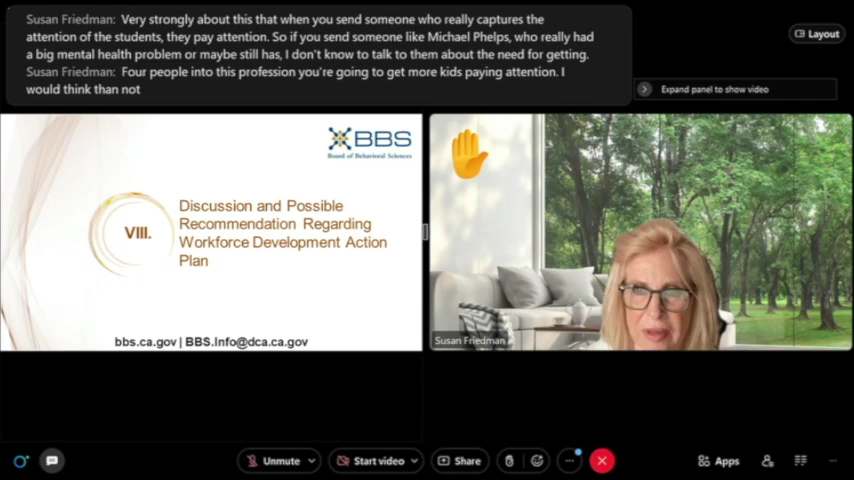 Susan Friedman: Very strongly about this that when you send someone who really captures the
attention of the students, they pay attention. So if you send someone like Michael Phelps, who really had
a big mental health problem or maybe still has, I don't know to talk to them about the need for getting.
Susan Friedman: Four people into this profession you're going to get more kids paying attention. I
would think than not
Layout
Expand panel to show video
BBS
Board of Behavioral Sciences
VIII.
Discussion and Possible
Recommendation Regarding
Workforce Development Action
Plan
bbs.ca.gov | BBS.Info@dca.ca.gov
Susan Friedman
Unmute
Start video
Share
Apps